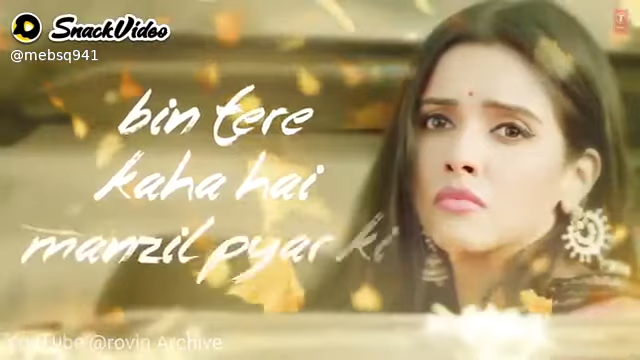 SnackVideo
@mebsq941
bin tere
kaha hai
manzil pyar ki
YouTube @rovin Archive